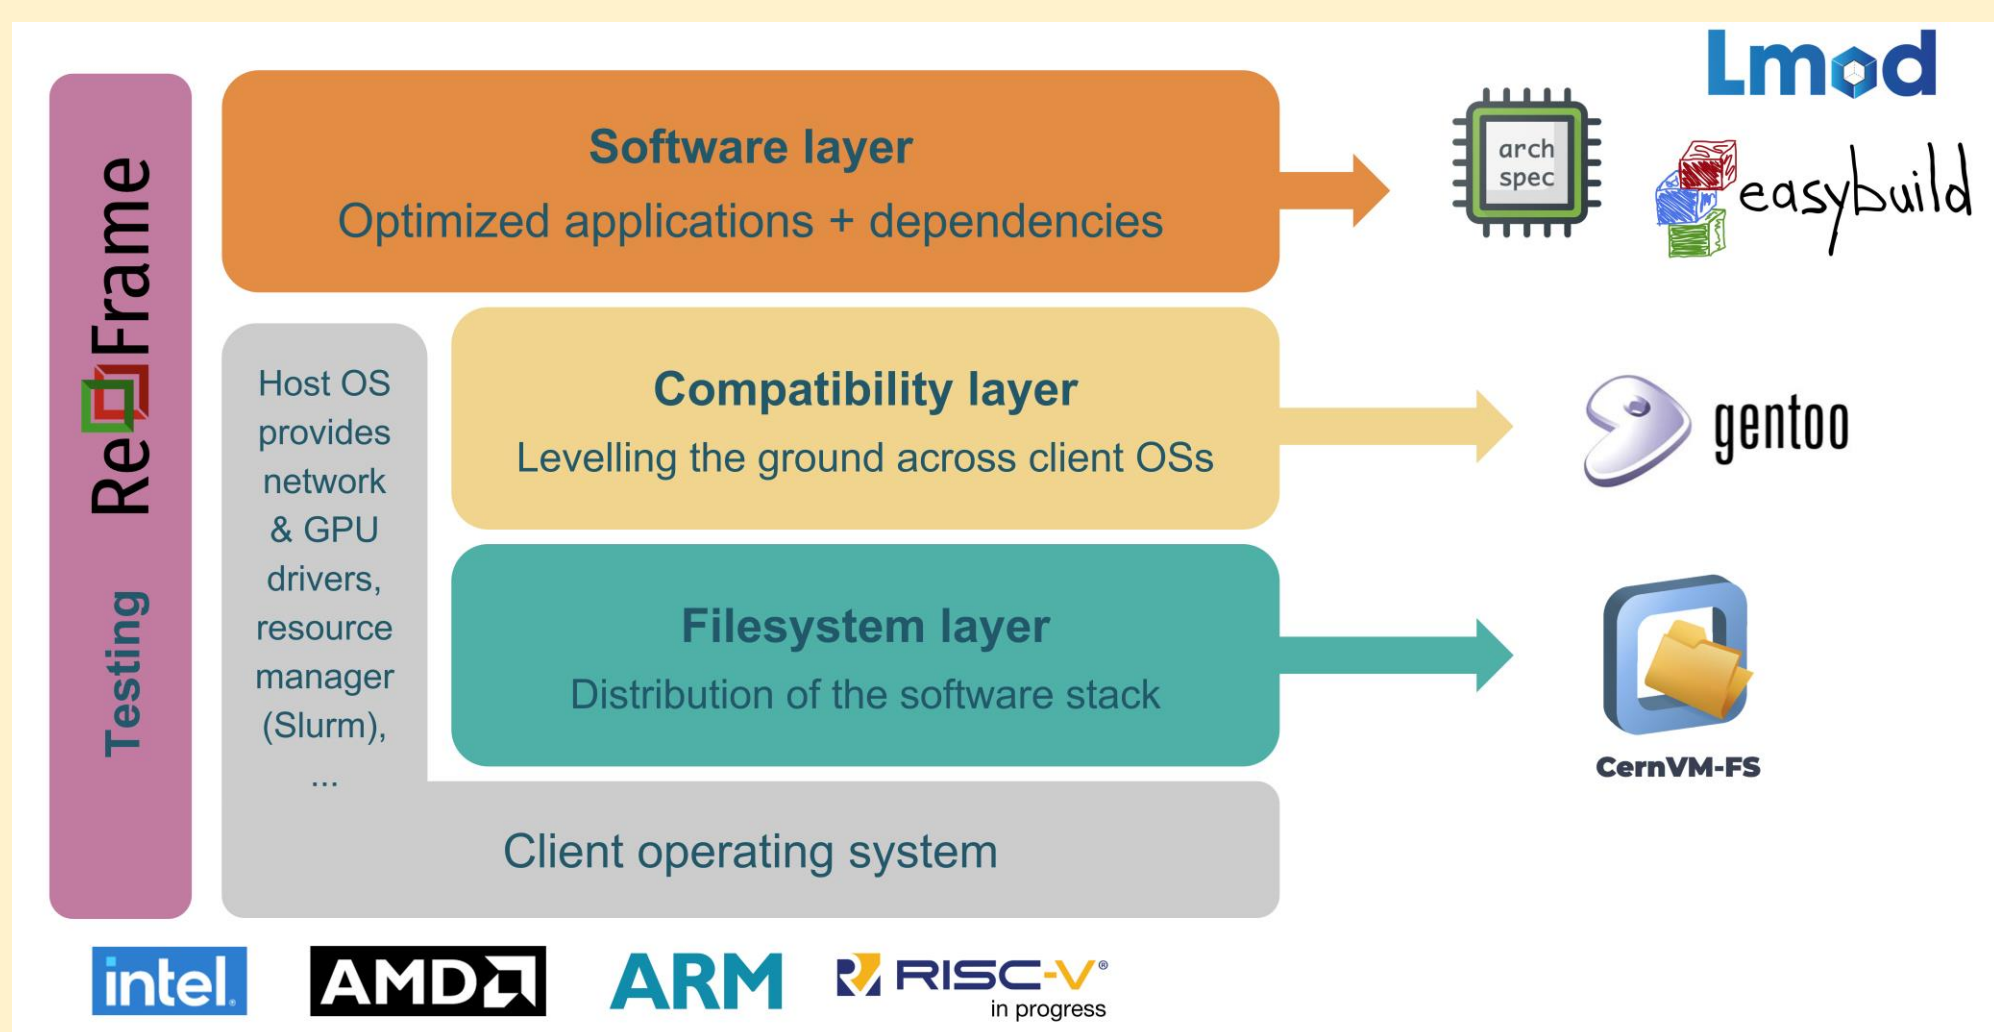 Lmod
arch
spec
easybuild
Software layer
Optimized applications + dependencies
ReFrame
Testing
Host OS
provides
network
& GPU
drivers,
resource
manager
(Slurm),
...
Compatibility layer
Levelling the ground across client OSs
gentoo
Filesystem layer
Distribution of the software stack
CernVM-FS
Client operating system
intel.
AMD
ARM
RISC-V®
in progress